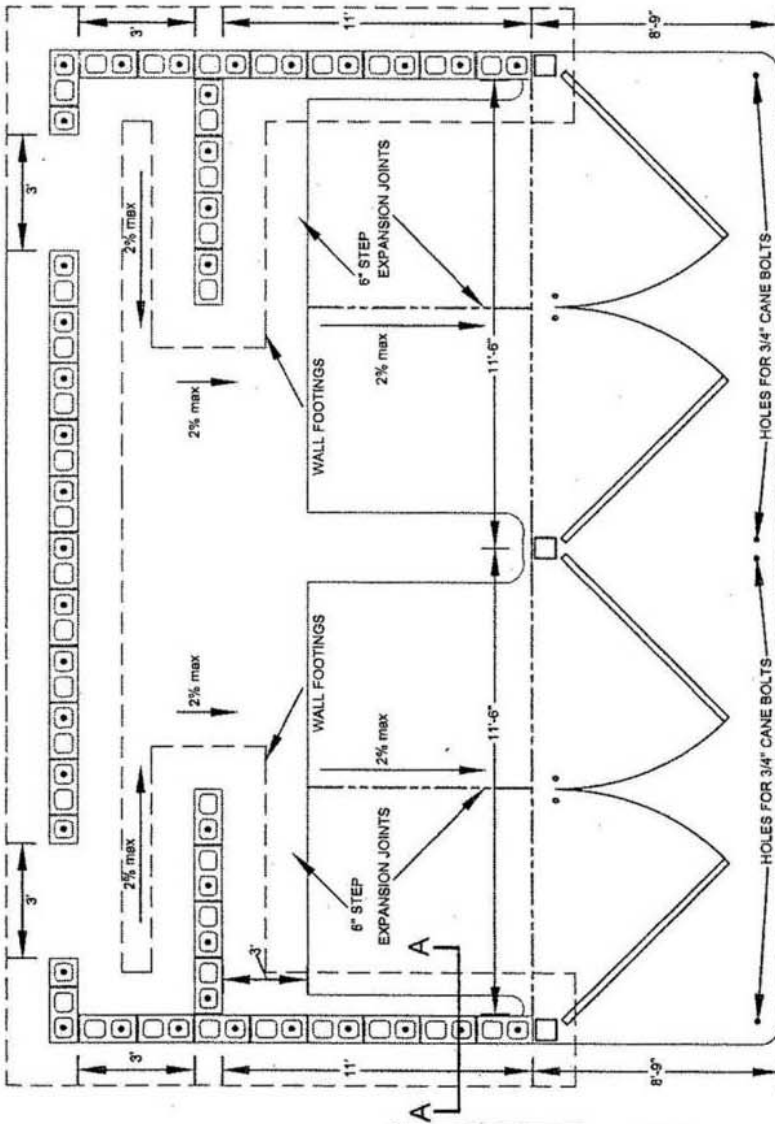 3'
3'
3'
3'
11'
11'
8'-9"
8'-9"
2% max
2% max
2% max
2% max
2% max
2% max
6" STEP
EXPANSION JOINTS
6" STEP
EXPANSION JOINTS
WALL FOOTINGS
WALL FOOTINGS
3'
11'-6"
11'-6"
A
A
HOLES FOR 3/4" CANE BOLTS
HOLES FOR 3/4" CANE BOLTS